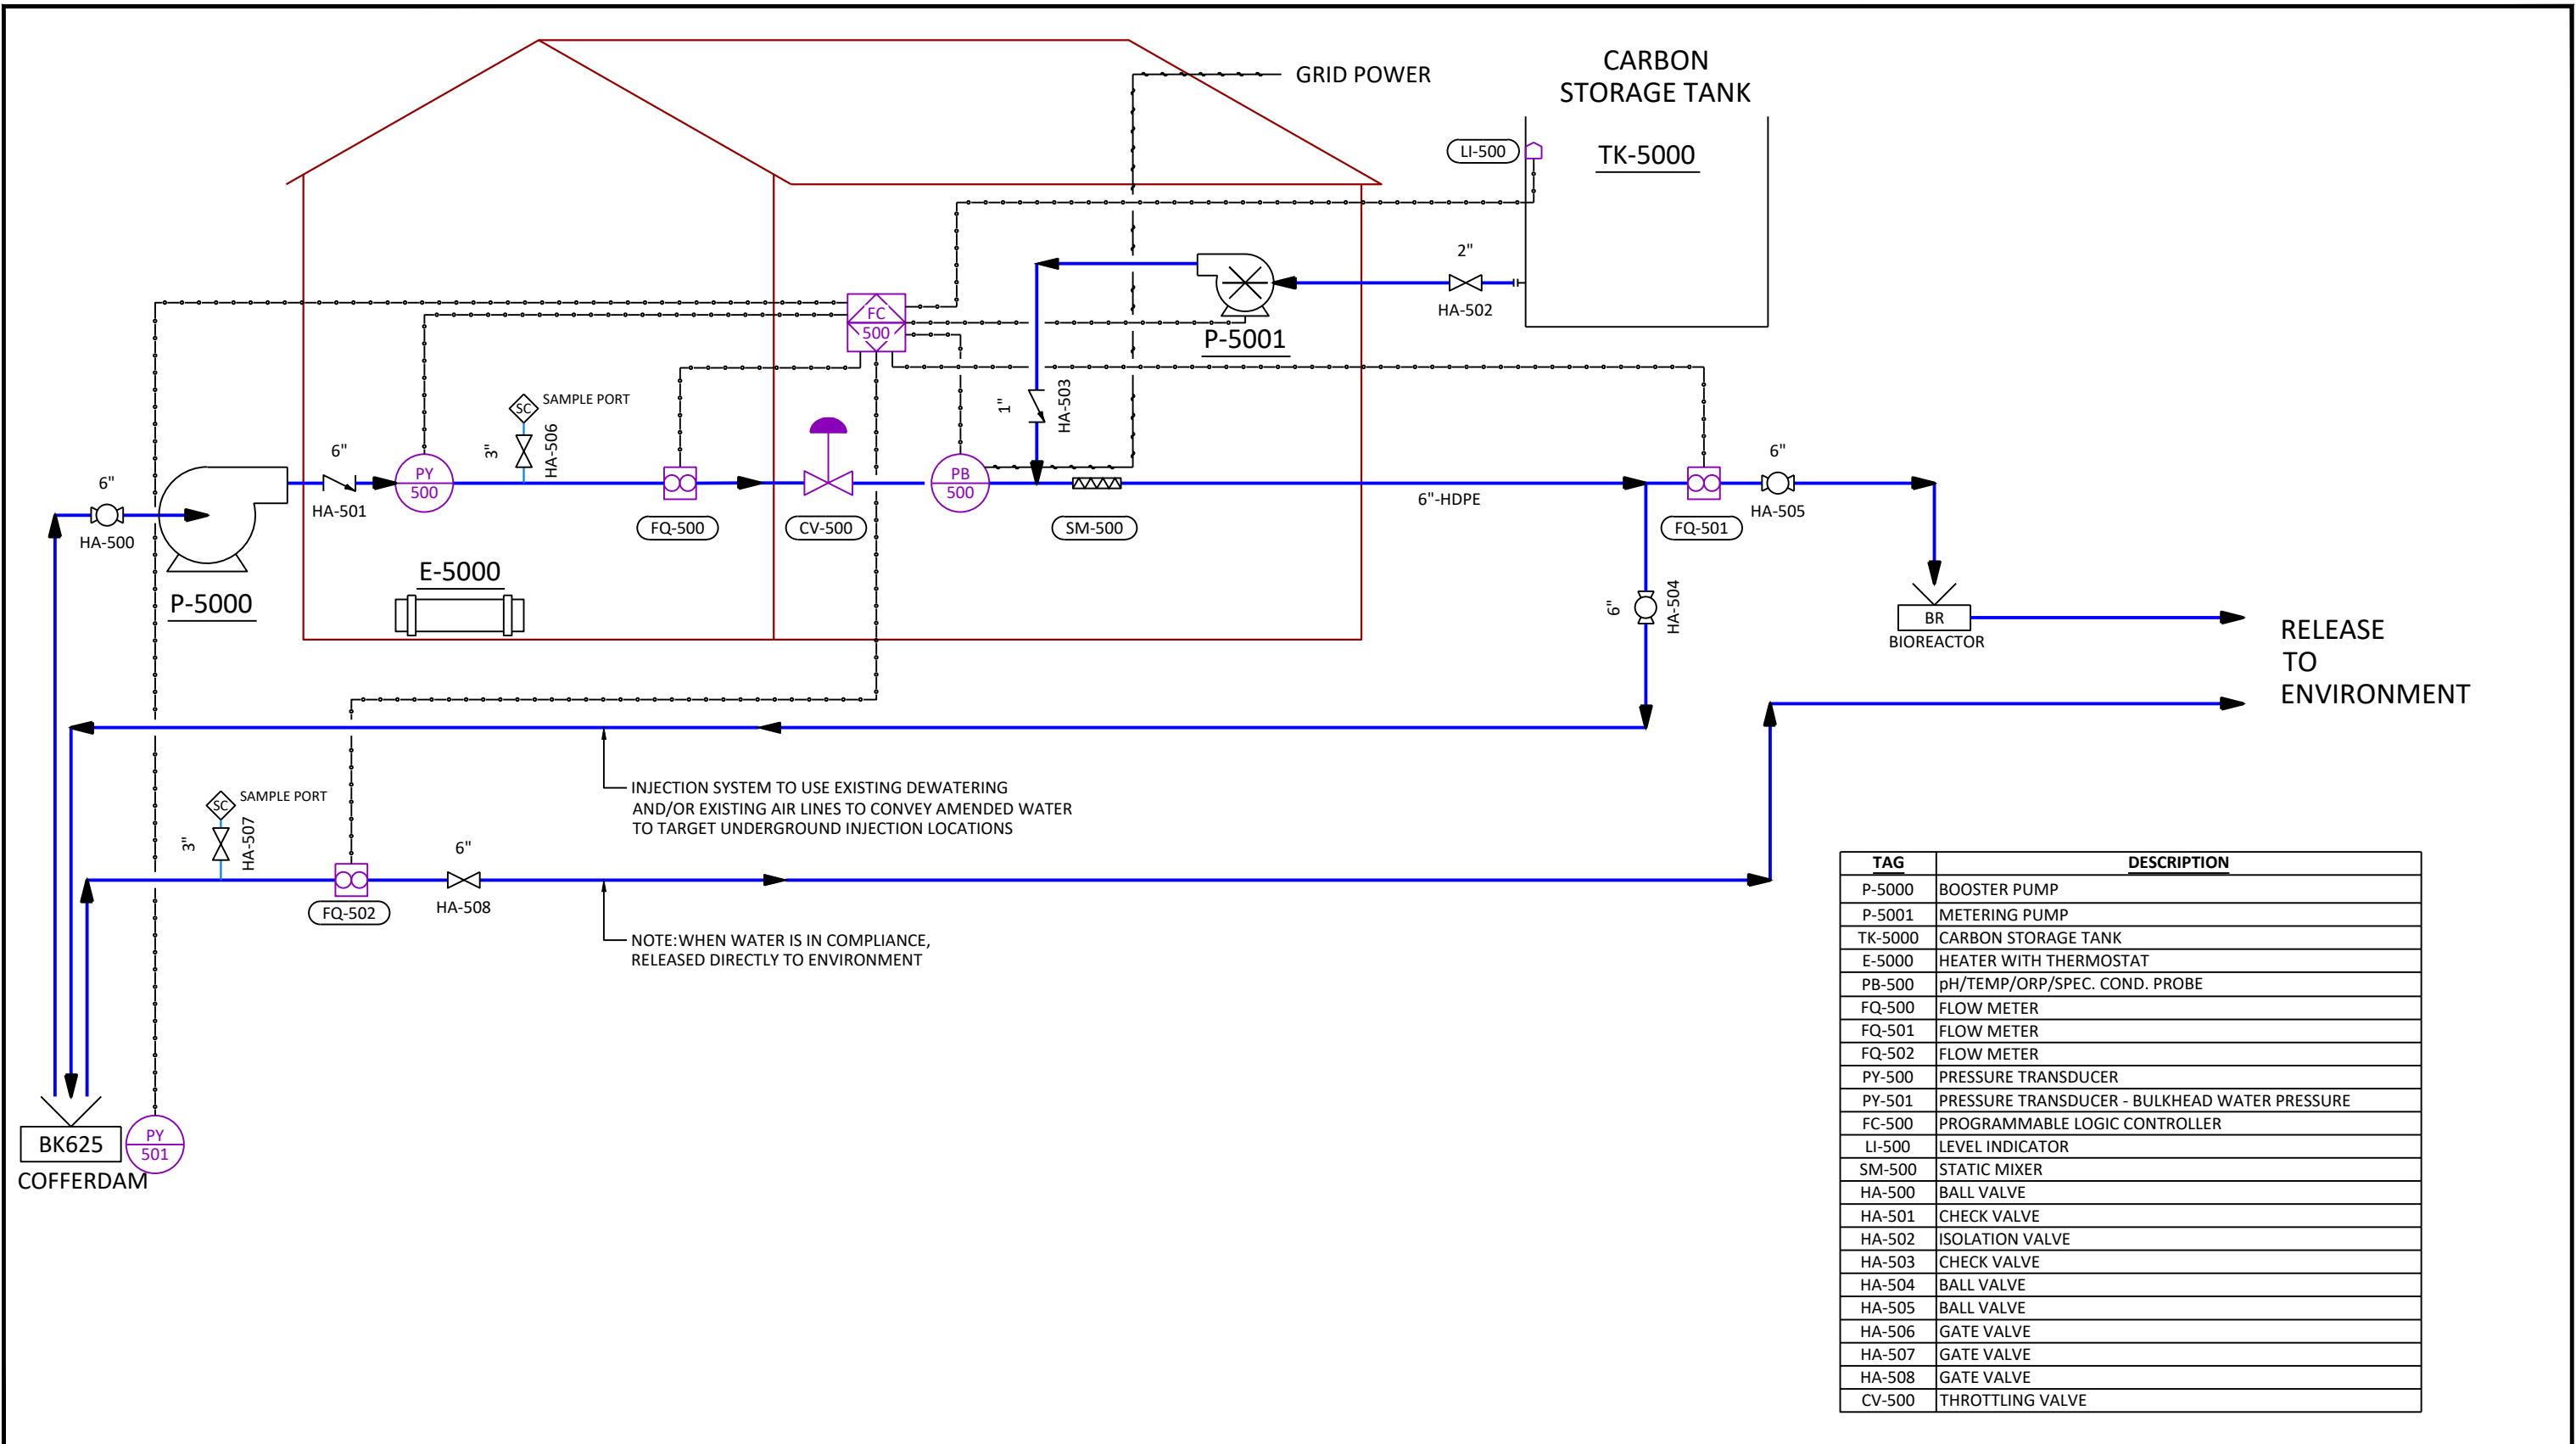 GRID POWER
CARBON
STORAGE TANK
TK-5000
LI-500
2"
HA-502
P-5001
FC
500
1"
HA-503
SC
SAMPLE PORT
3"
HA-506
6"
HA-500
P-5000
6"
HA-501
PY
500
FQ-500
CV-500
PB
500
SM-500
6"-HDPE
FQ-501
6"
HA-505
E-5000
6"
HA-504
BR
BIOREACTOR
RELEASE
TO
ENVIRONMENT
INJECTION SYSTEM TO USE EXISTING DEWATERING
AND/OR EXISTING AIR LINES TO CONVEY AMENDED WATER
TO TARGET UNDERGROUND INJECTION LOCATIONS
SC
SAMPLE PORT
3"
HA-507
FQ-502
6"
HA-508
NOTE: WHEN WATER IS IN COMPLIANCE,
RELEASED DIRECTLY TO ENVIRONMENT
BK625
COFFERDAM
PY
501
TAG DESCRIPTION
P-5000 BOOSTER PUMP
P-5001 METERING PUMP
TK-5000 CARBON STORAGE TANK
E-5000 HEATER WITH THERMOSTAT
PB-500 pH/TEMP/ORP/SPEC. COND. PROBE
FQ-500 FLOW METER
FQ-501 FLOW METER
FQ-502 FLOW METER
PY-500 PRESSURE TRANSDUCER
PY-501 PRESSURE TRANSDUCER - BULKHEAD WATER PRESSURE
FC-500 PROGRAMMABLE LOGIC CONTROLLER
LI-500 LEVEL INDICATOR
SM-500 STATIC MIXER
HA-500 BALL VALVE
HA-501 CHECK VALVE
HA-502 ISOLATION VALVE
HA-503 CHECK VALVE
HA-504 BALL VALVE
HA-505 BALL VALVE
HA-506 GATE VALVE
HA-507 GATE VALVE
HA-508 GATE VALVE
CV-500 THROTTLING VALVE